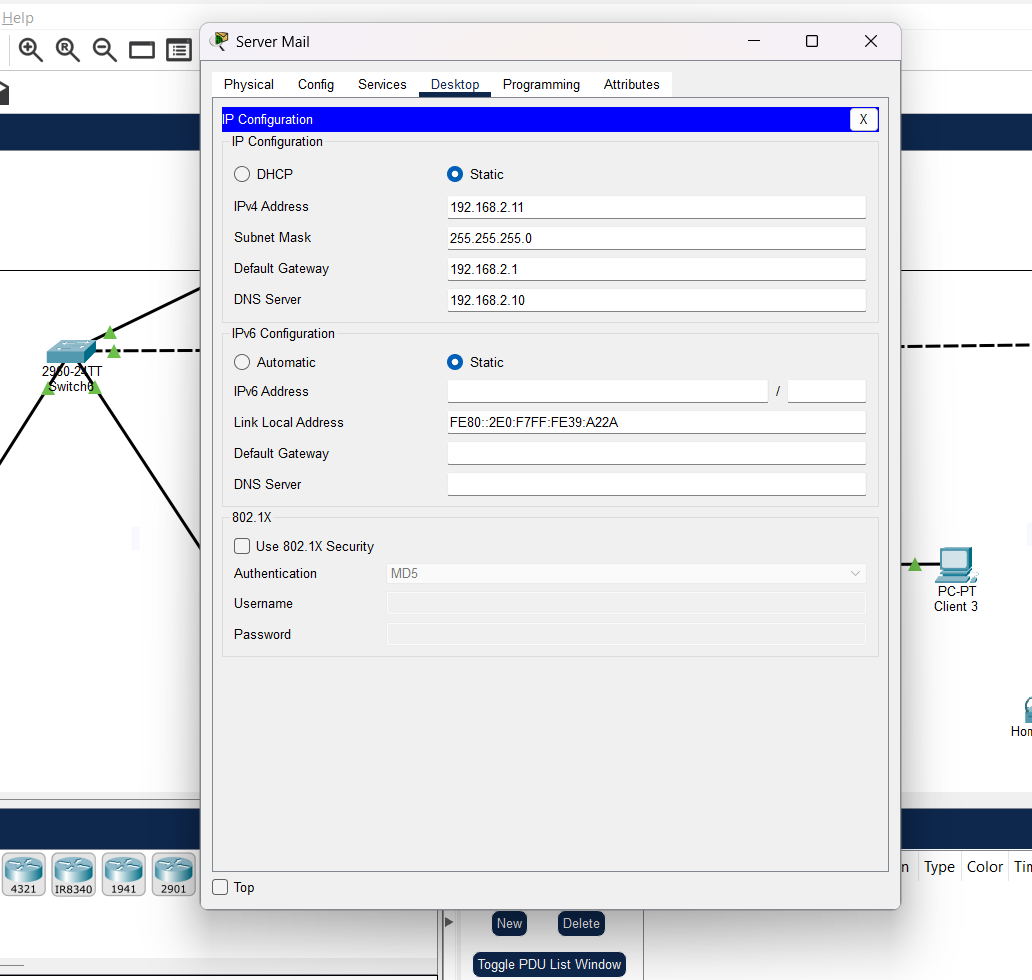 Help
Server Mail
Physical Config Services Desktop Programming Attributes
IP Configuration X
IP Configuration
DHCP Static
IPv4 Address 192.168.2.11
Subnet Mask 255.255.255.0
Default Gateway 192.168.2.1
DNS Server 192.168.2.10
IPv6 Configuration
Automatic Static
IPv6 Address /
Link Local Address FE80::2E0:F7FF:FE39:A22A
Default Gateway
DNS Server
802.1X
Use 802.1X Security
Authentication MD5
Username
Password
Top
2960-24TT
Switch6
PC-PT
Client 3
Hom
4321 IR8340 1941 2901
n Type Color Tim
New Delete
Toggle PDU List Window